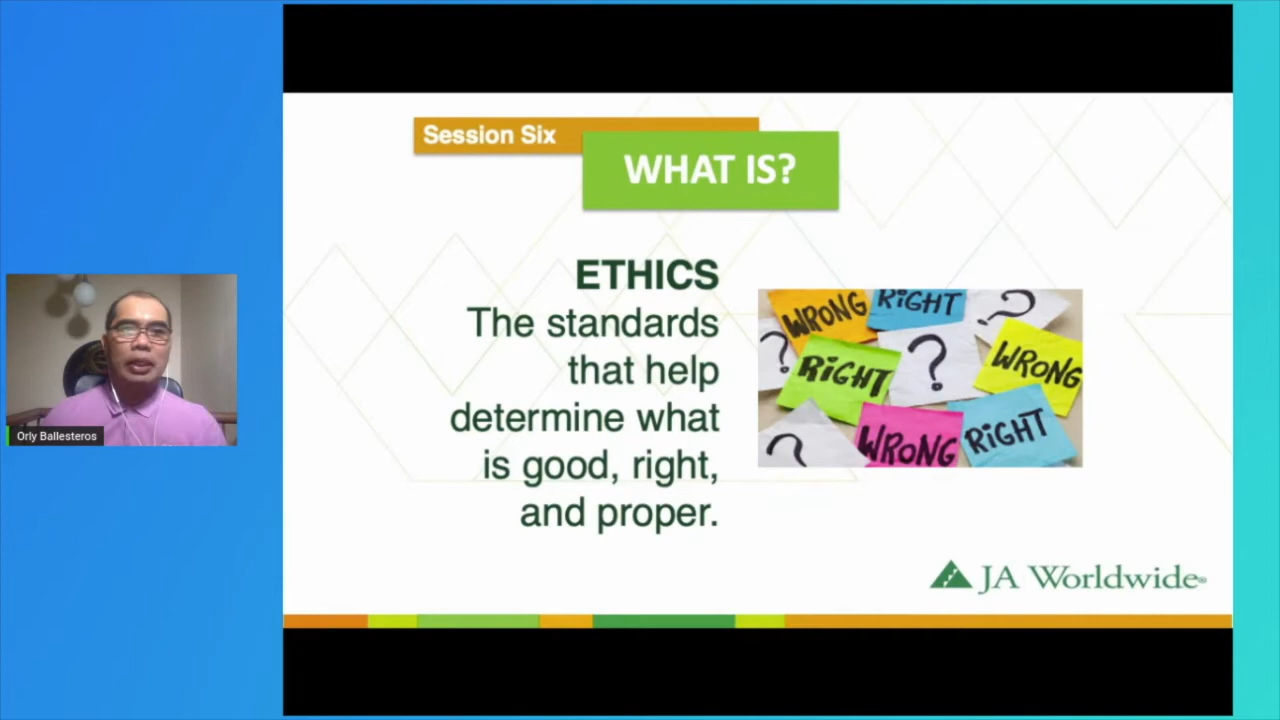 Session Six
WHAT IS?
ETHICS
The standards
that help
determine what
is good, right,
and proper.
WRONG
RiGHT
?
?
RiGHT
?
WRONG
?
WRONG
RiGHT
JA Worldwide®
Orly Ballesteros